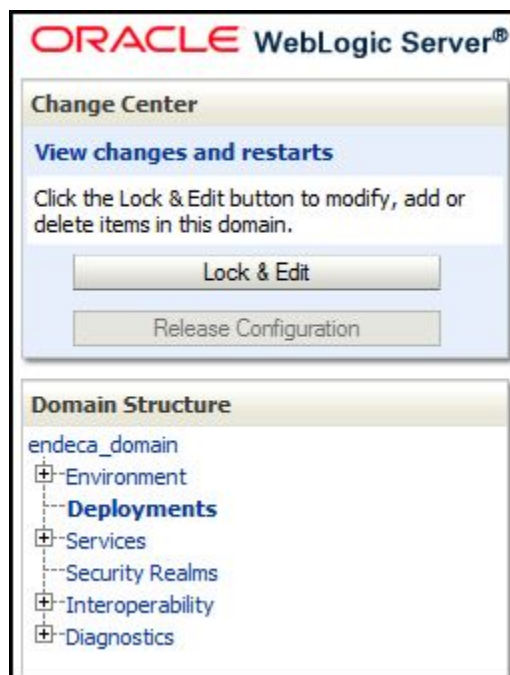 ORACLE WebLogic Server®
Change Center
View changes and restarts
Click the Lock & Edit button to modify, add or
delete items in this domain.
Lock & Edit
Release Configuration
Domain Structure
endeca_domain
Environment
Deployments
Services
Security Realms
Interoperability
Diagnostics